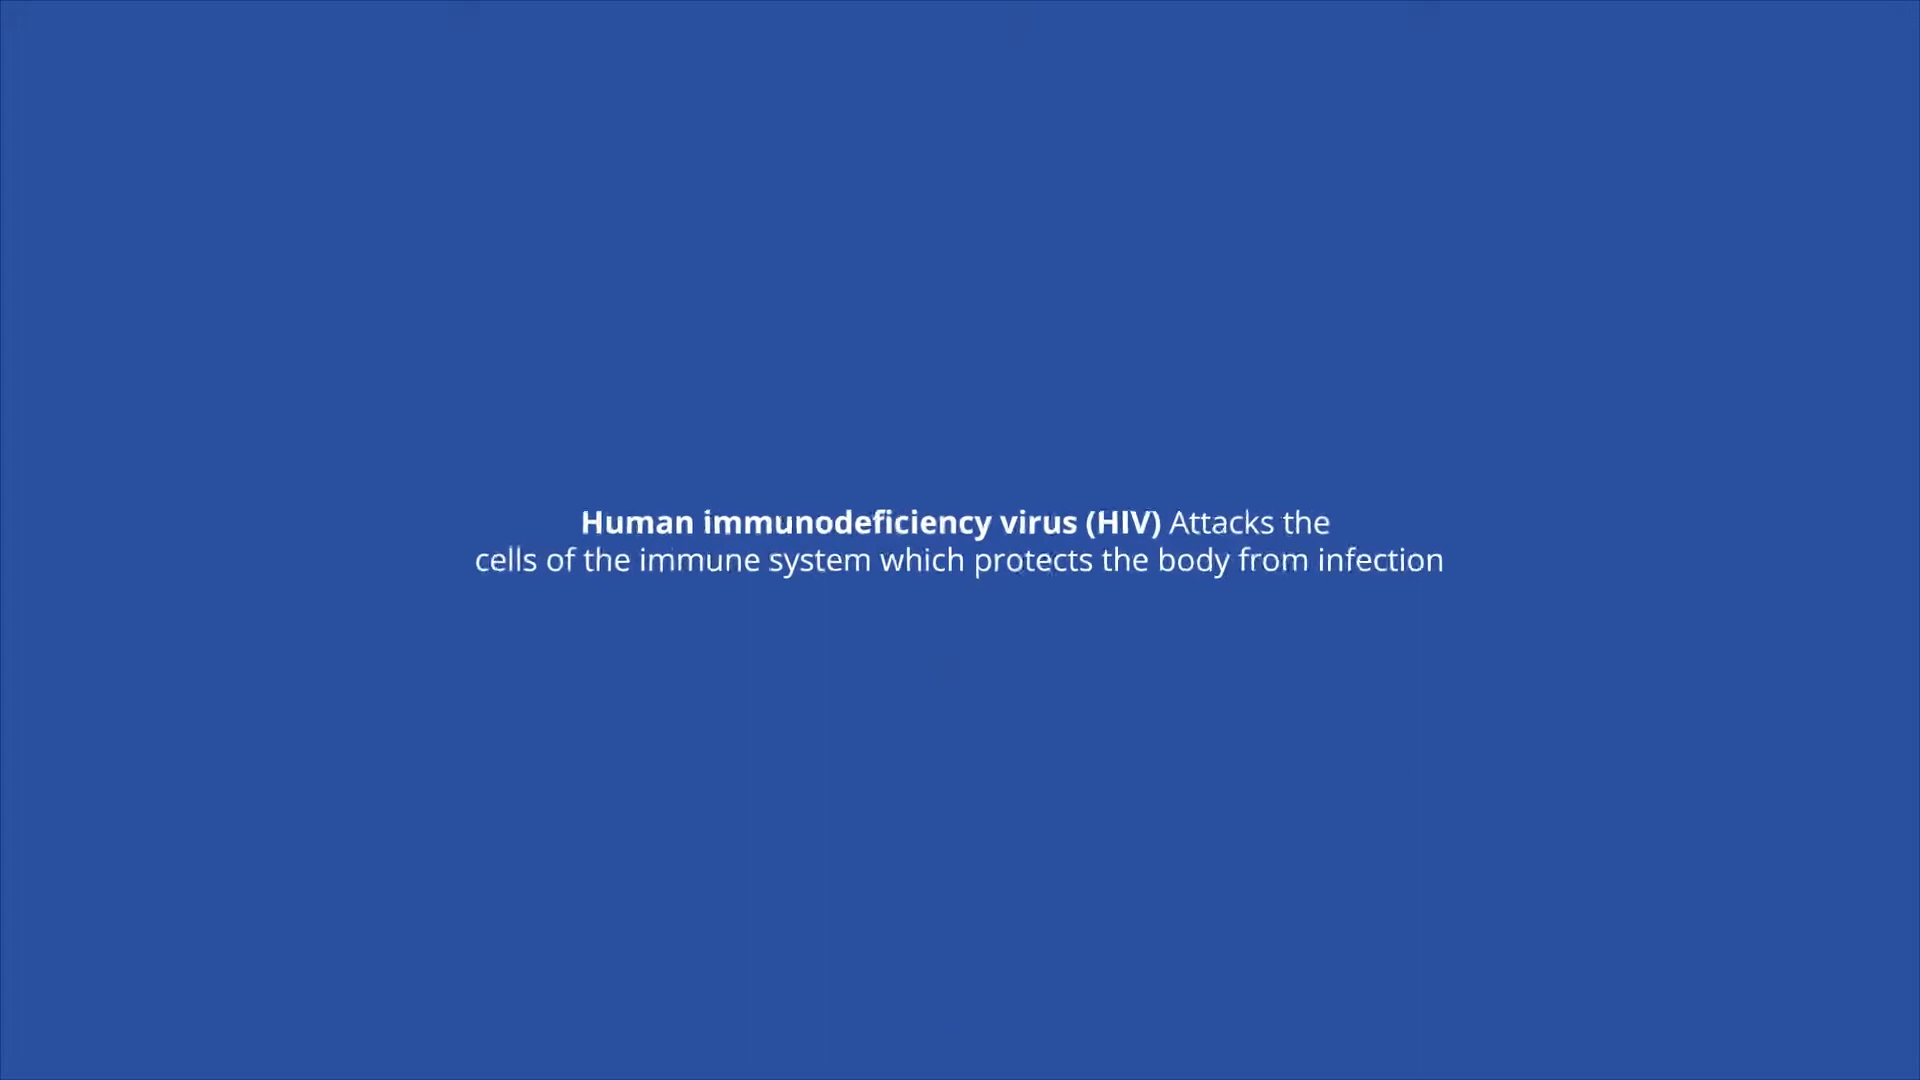 Human immunodeficiency virus (HIV) Attacks the
cells of the immune system which protects the body from infection